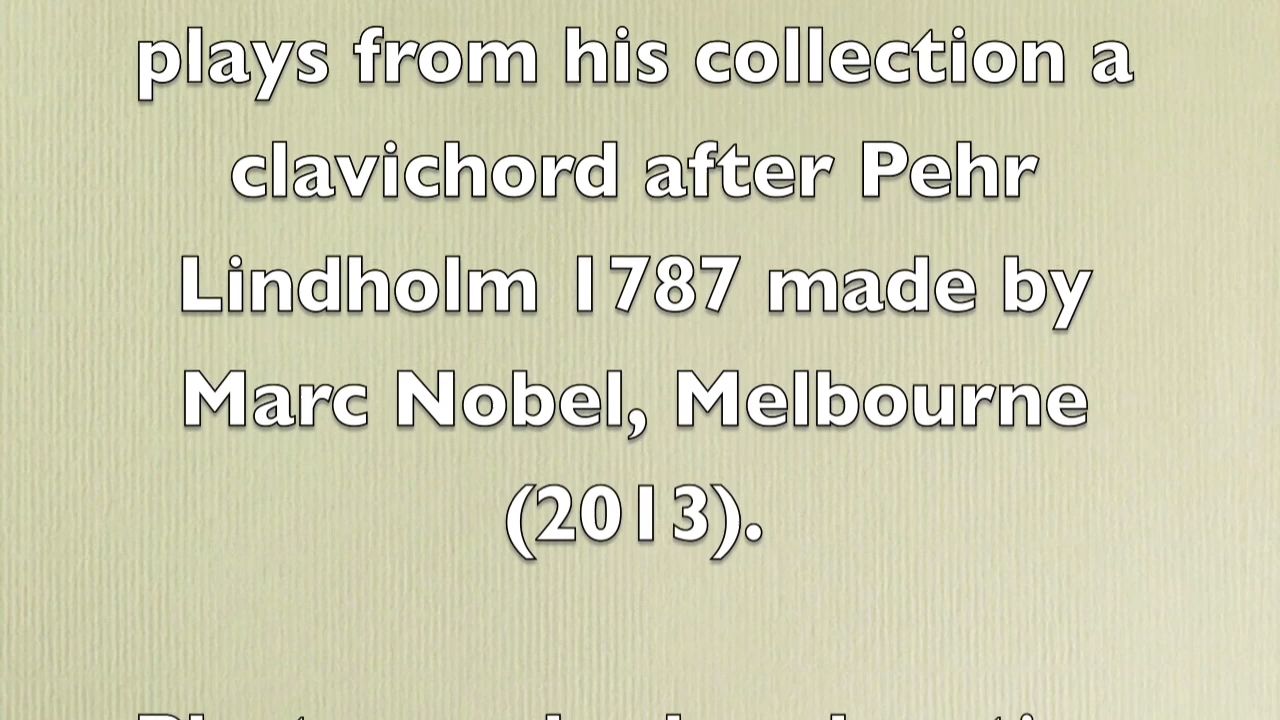 plays from his collection a
clavichord after Pehr
Lindholm 1787 made by
Marc Nobel, Melbourne
(2013).